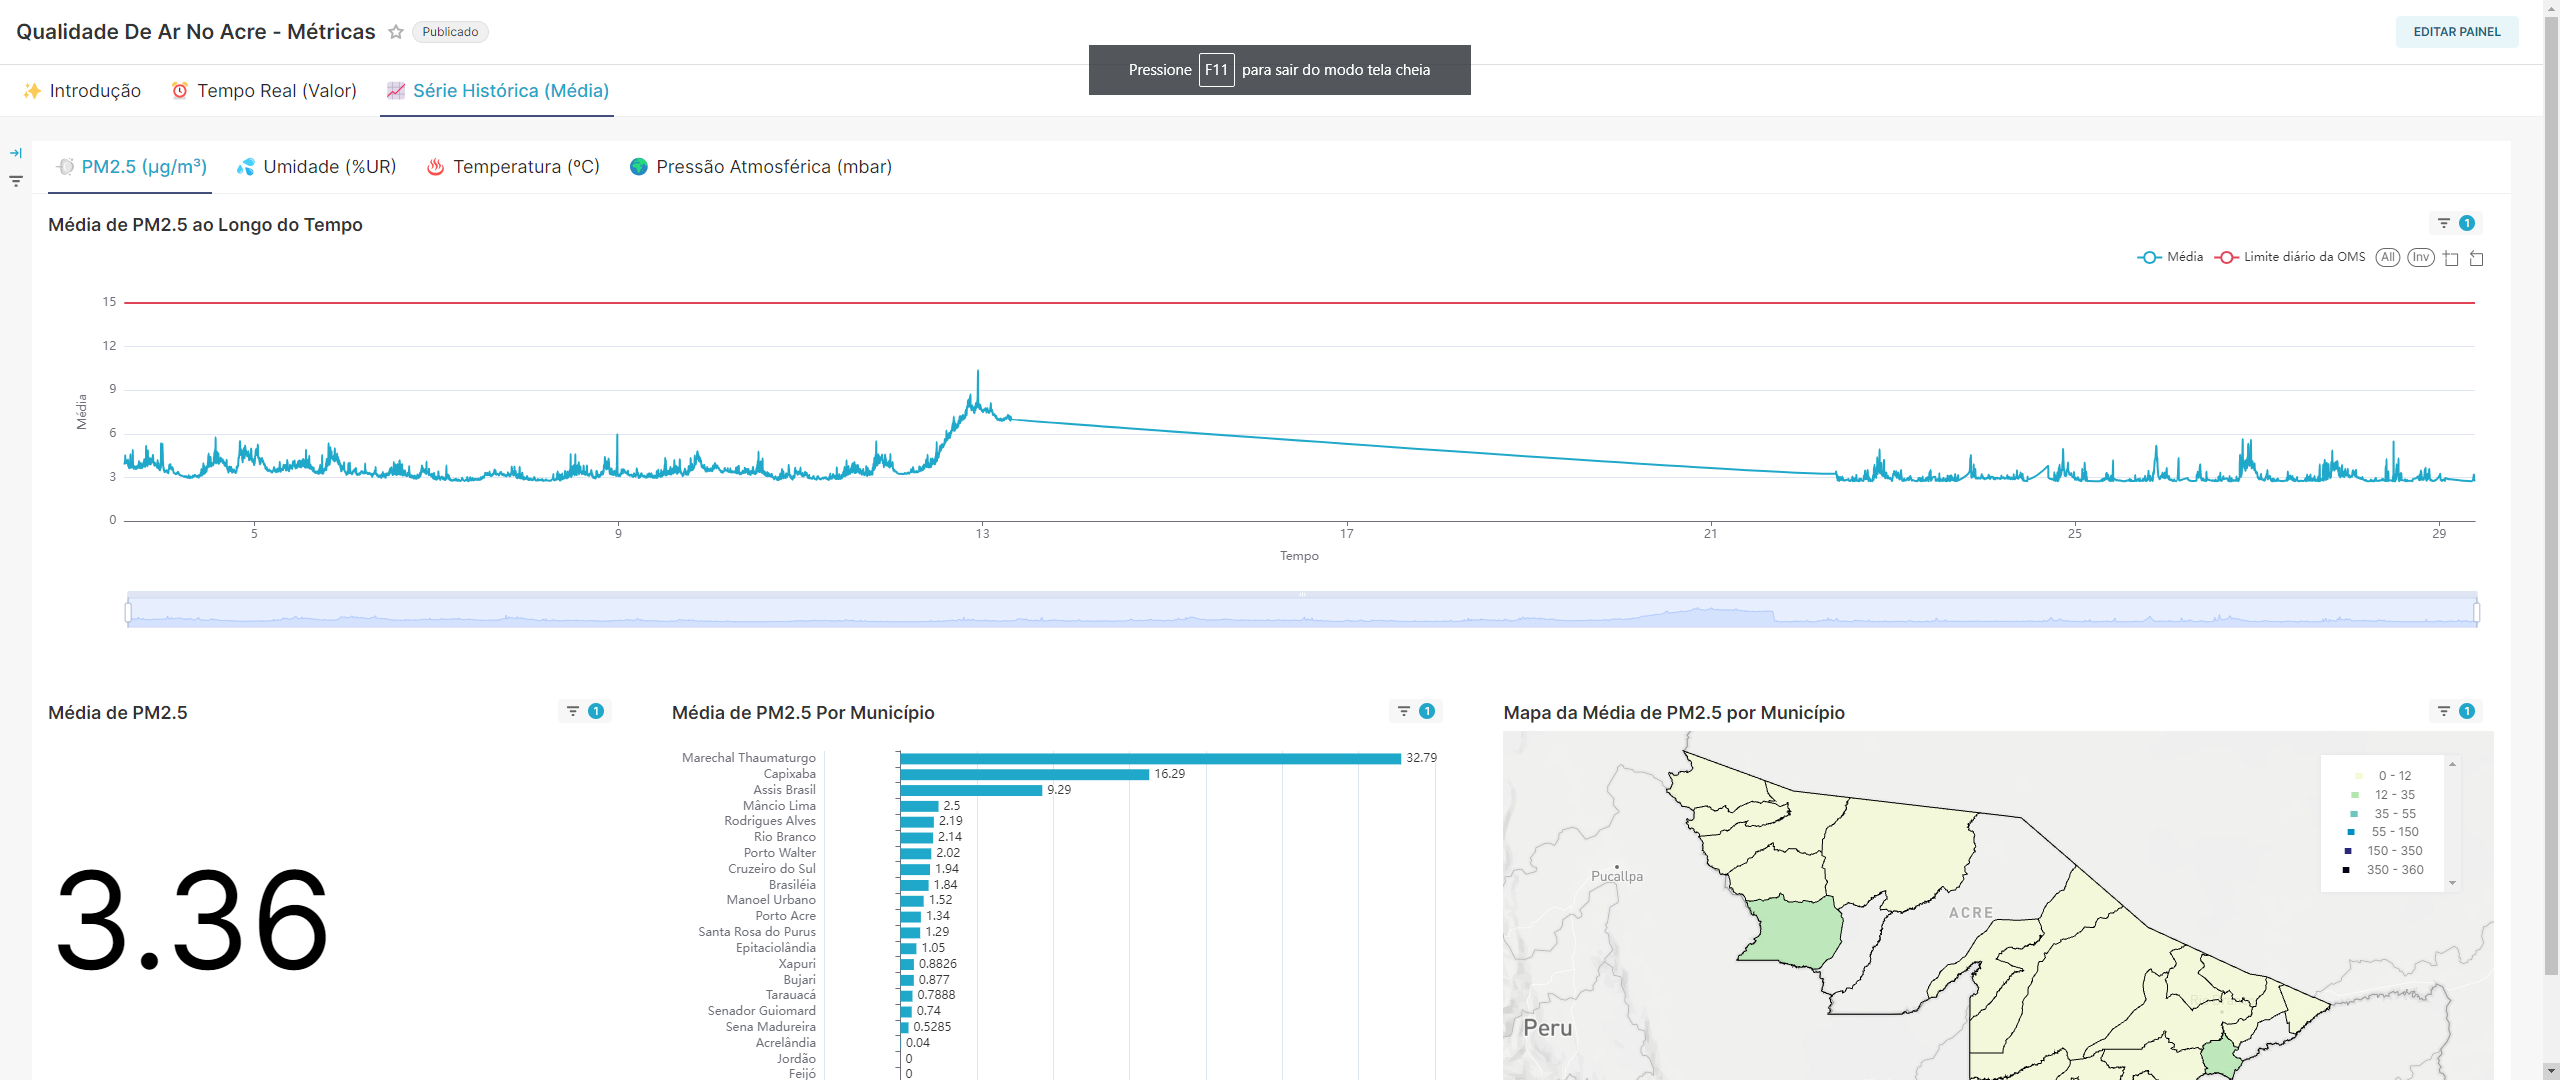 Qualidade De Ar No Acre - Métricas
Publicado
EDITAR PAINEL
Pressione F11 para sair do modo tela cheia
Introdução
Tempo Real (Valor)
Série Histórica (Média)
PM2.5 (µg/m³)
Umidade (%UR)
Temperatura (ºC)
Pressão Atmosférica (mbar)
Média de PM2.5 ao Longo do Tempo
1
Média
Limite diário da OMS
All
Inv
15
12
9
6
3
0
Média
5
9
13
17
21
25
29
Tempo
Média de PM2.5
1
3.36
Média de PM2.5 Por Município
1
Marechal Thaumaturgo 32.79
Capixaba 16.29
Assis Brasil 9.29
Mâncio Lima 2.5
Rodrigues Alves 2.19
Rio Branco 2.14
Porto Walter 2.02
Cruzeiro do Sul 1.94
Brasiléia 1.84
Manoel Urbano 1.52
Porto Acre 1.34
Santa Rosa do Purus 1.29
Epitaciolândia 1.05
Xapuri 0.8826
Bujari 0.877
Tarauacá 0.7888
Senador Guiomard 0.74
Sena Madureira 0.5285
Acrelândia 0.04
Jordão 0
Feijó 0
Mapa da Média de PM2.5 por Município
1
0 - 12
12 - 35
35 - 55
55 - 150
150 - 350
350 - 360
Pucallpa
ACRE
Peru